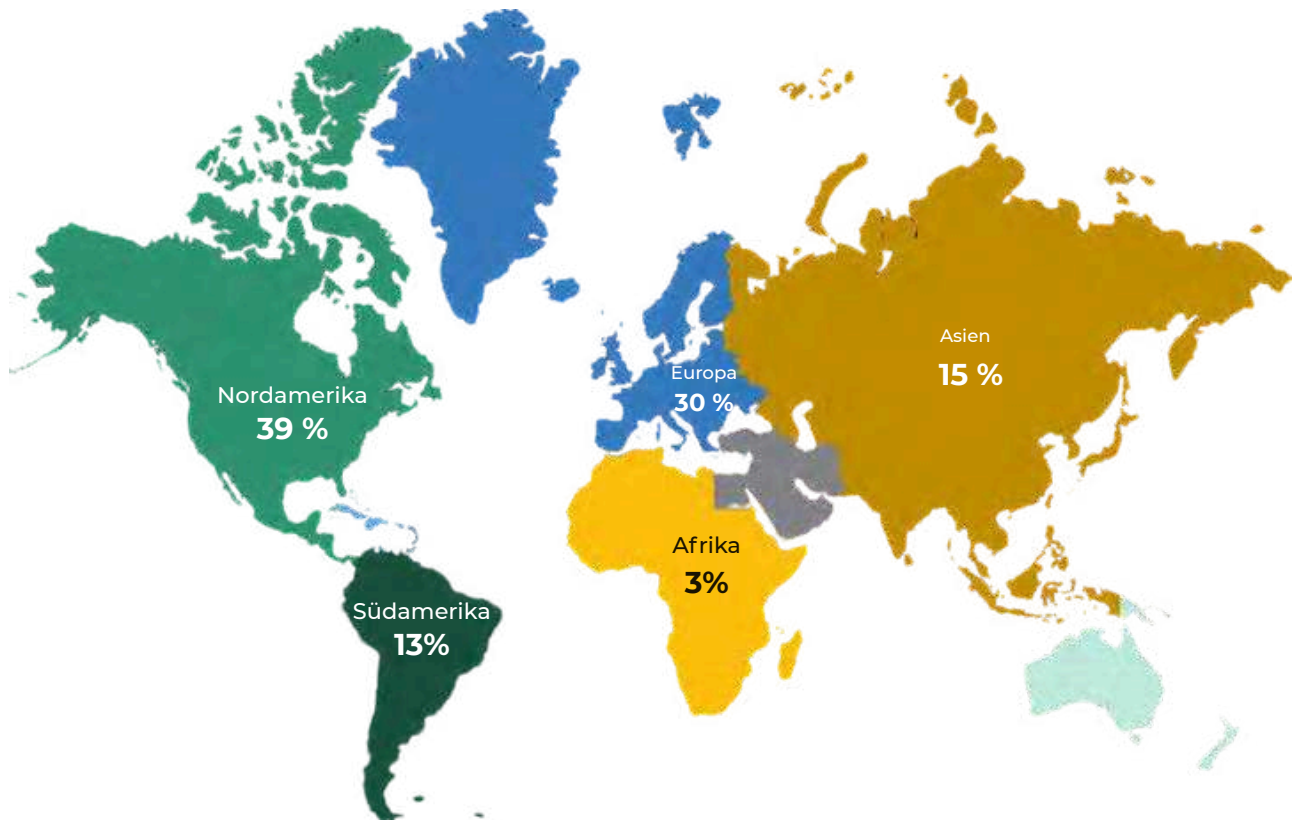 Asien
15 %
Europa
30 %
Nordamerika
39 %
Afrika
3%
Südamerika
13%